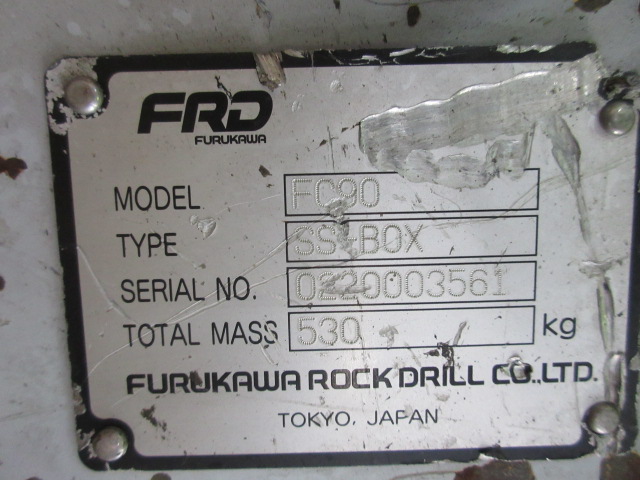 FRD
FURUKAWA
MODEL FC90
TYPE SS-BOX
SERIAL NO. 0220003561
TOTAL MASS 530 kg
FURUKAWA ROCK DRILL CO.,LTD.
TOKYO, JAPAN